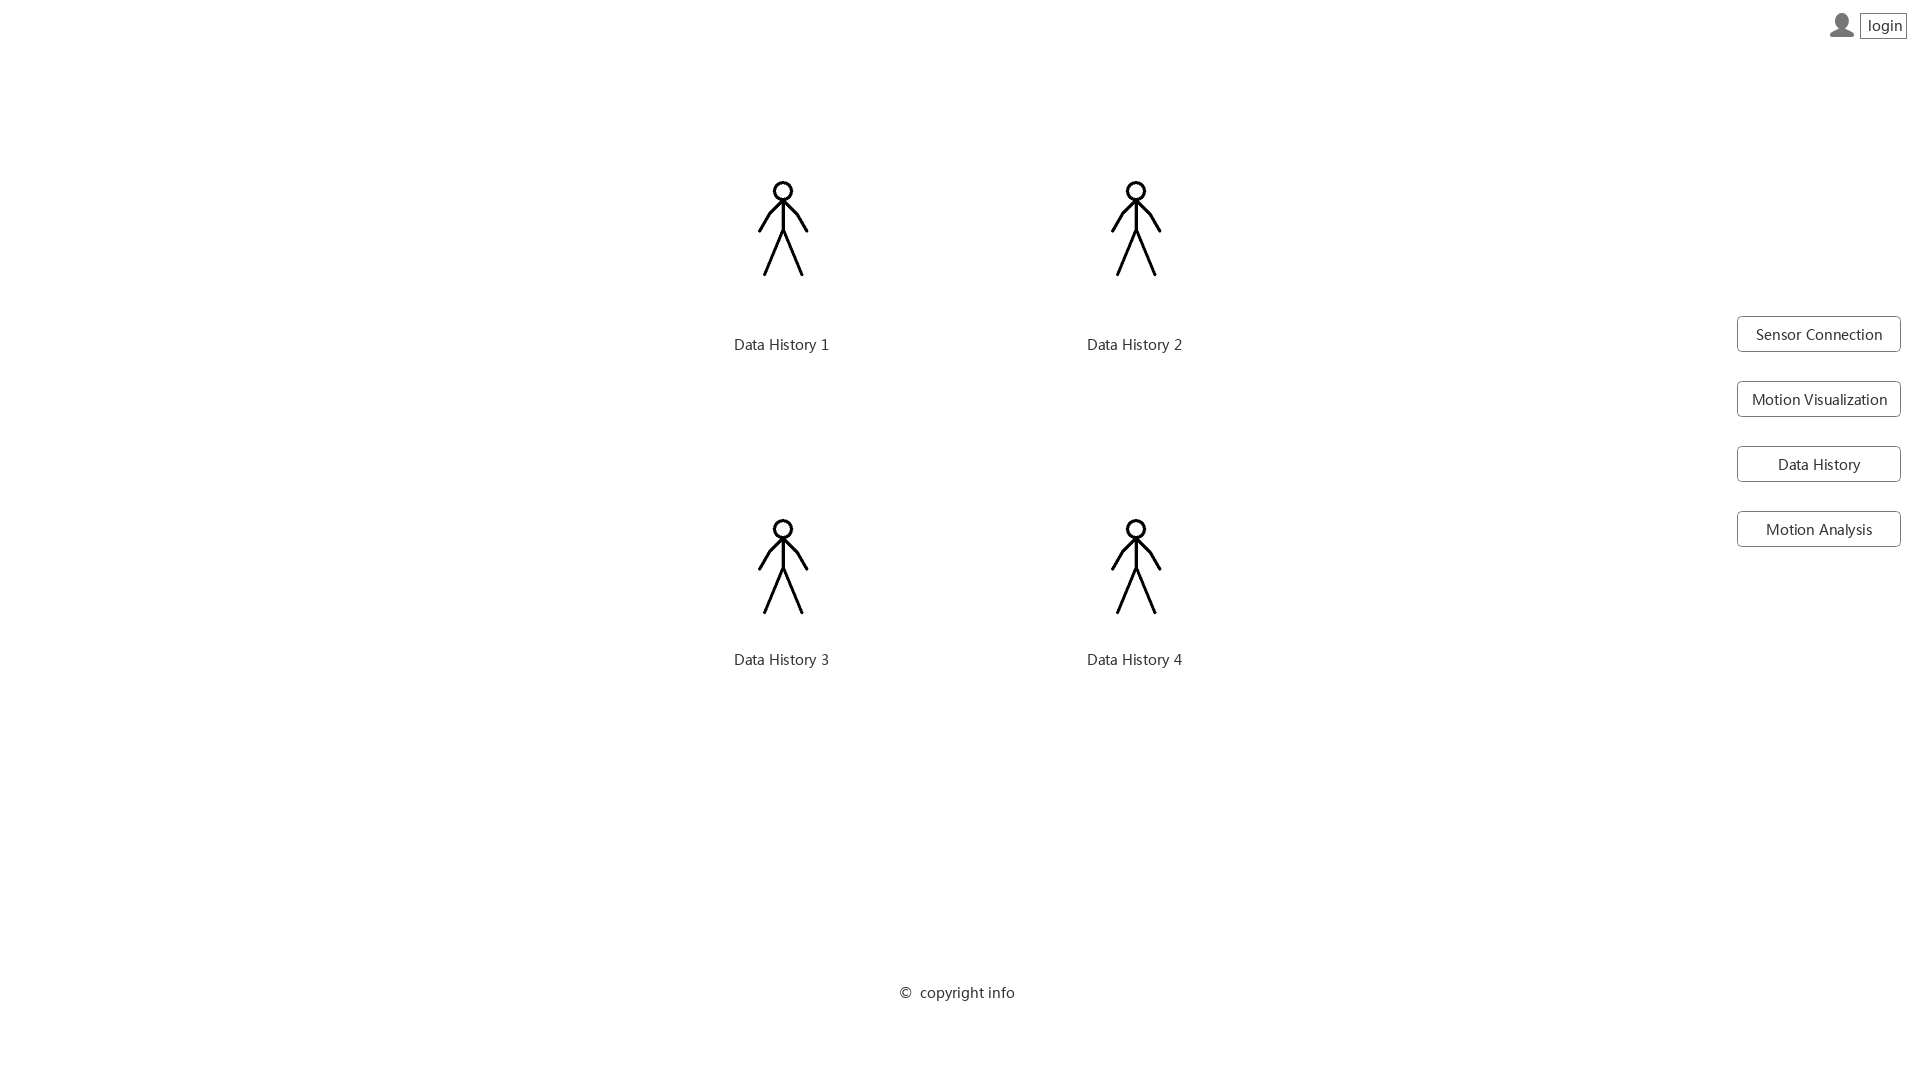 login
Data History 1
Data History 2
Sensor Connection
Motion Visualization
Data History
Motion Analysis
Data History 3
Data History 4
© copyright info